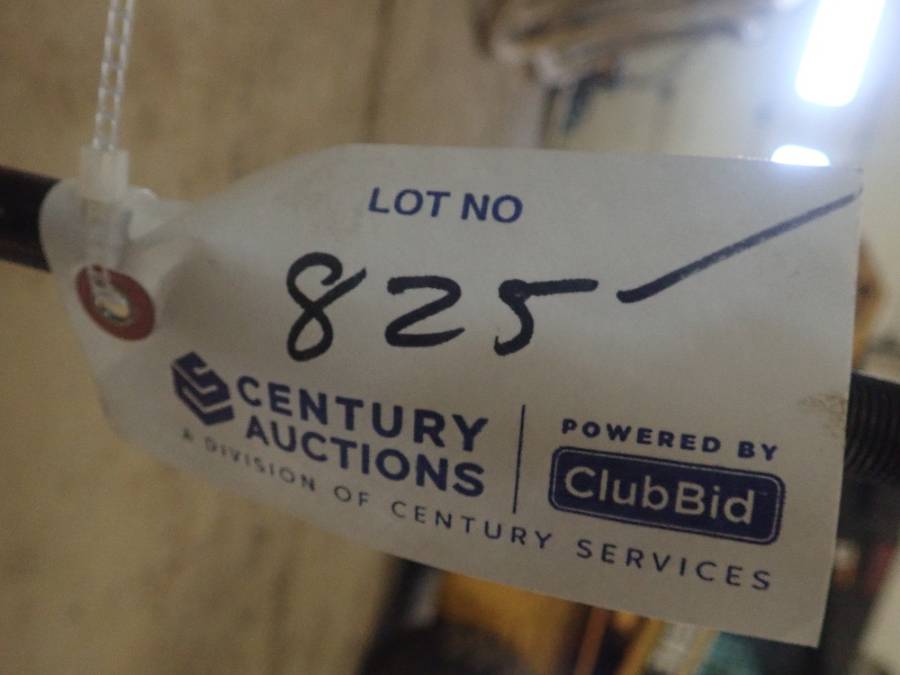 LOT NO
825
CENTURY
AUCTIONS
A DIVISION OF CENTURY SERVICES
POWERED BY
ClubBid